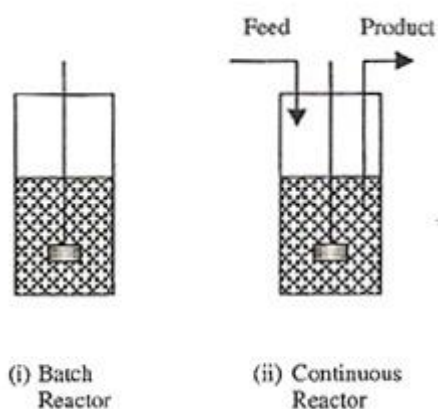 Feed Product
(i) Batch
Reactor
(ii) Continuous
Reactor